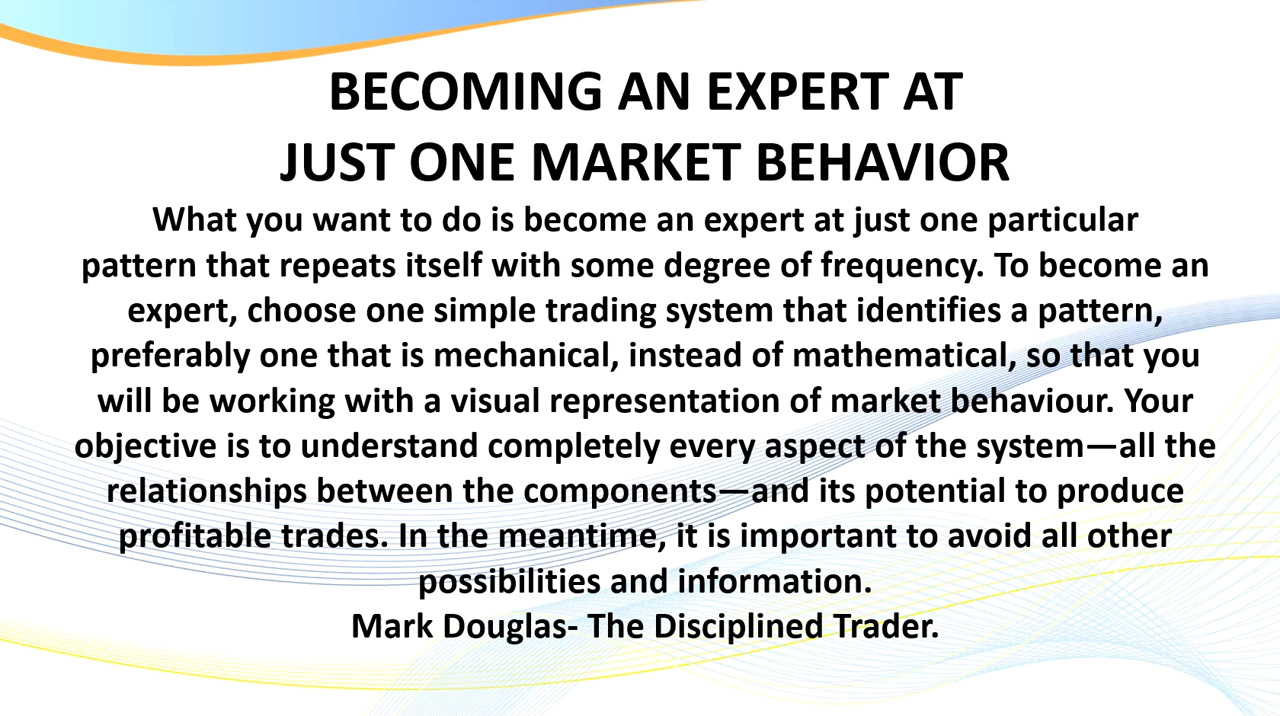 BECOMING AN EXPERT AT
JUST ONE MARKET BEHAVIOR
What you want to do is become an expert at just one particular
pattern that repeats itself with some degree of frequency. To become an
expert, choose one simple trading system that identifies a pattern,
preferably one that is mechanical, instead of mathematical, so that you
will be working with a visual representation of market behaviour. Your
objective is to understand completely every aspect of the system—all the
relationships between the components—and its potential to produce
profitable trades. In the meantime, it is important to avoid all other
possibilities and information.
Mark Douglas- The Disciplined Trader.